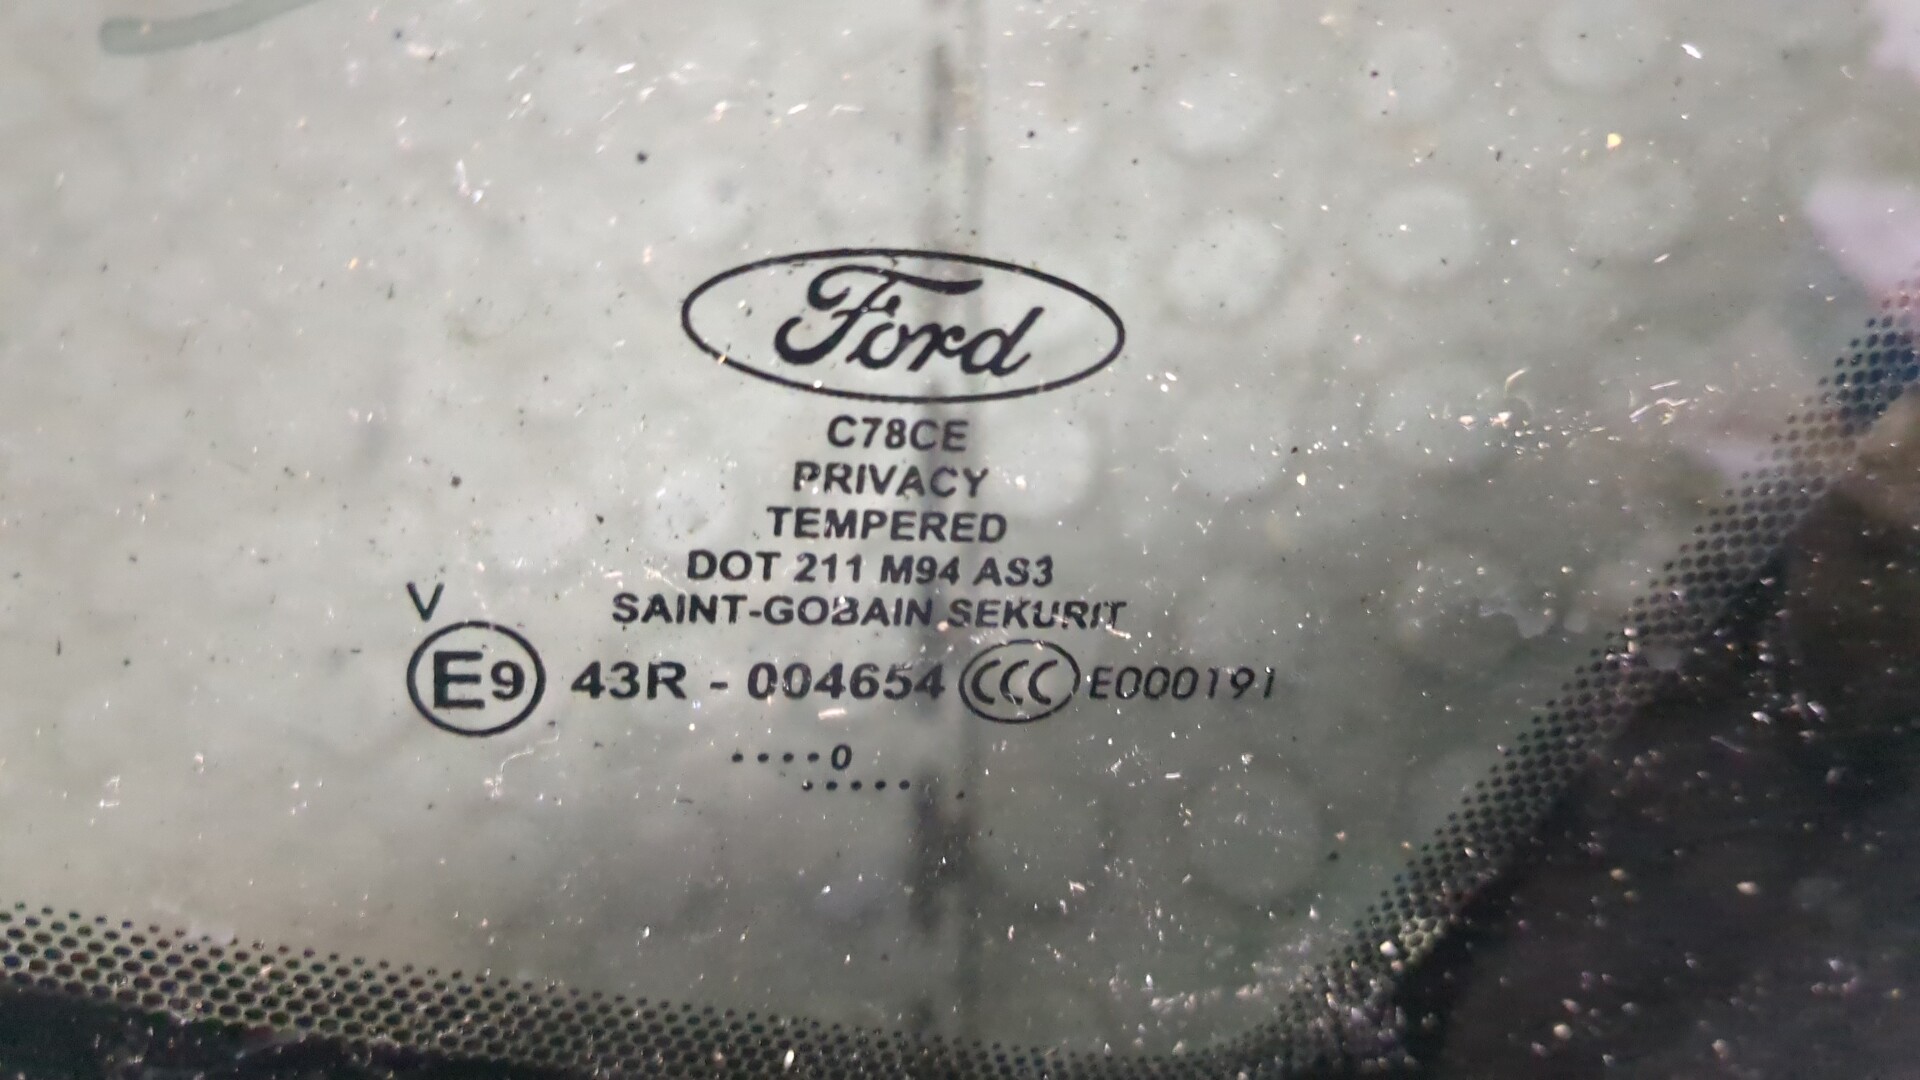 Ford
C78CE
PRIVACY
TEMPERED
DOT 211 M94 AS3
SAINT-GOBAIN SEKURIT
V
E9 43R - 004654 CCC E000191
····0
·····